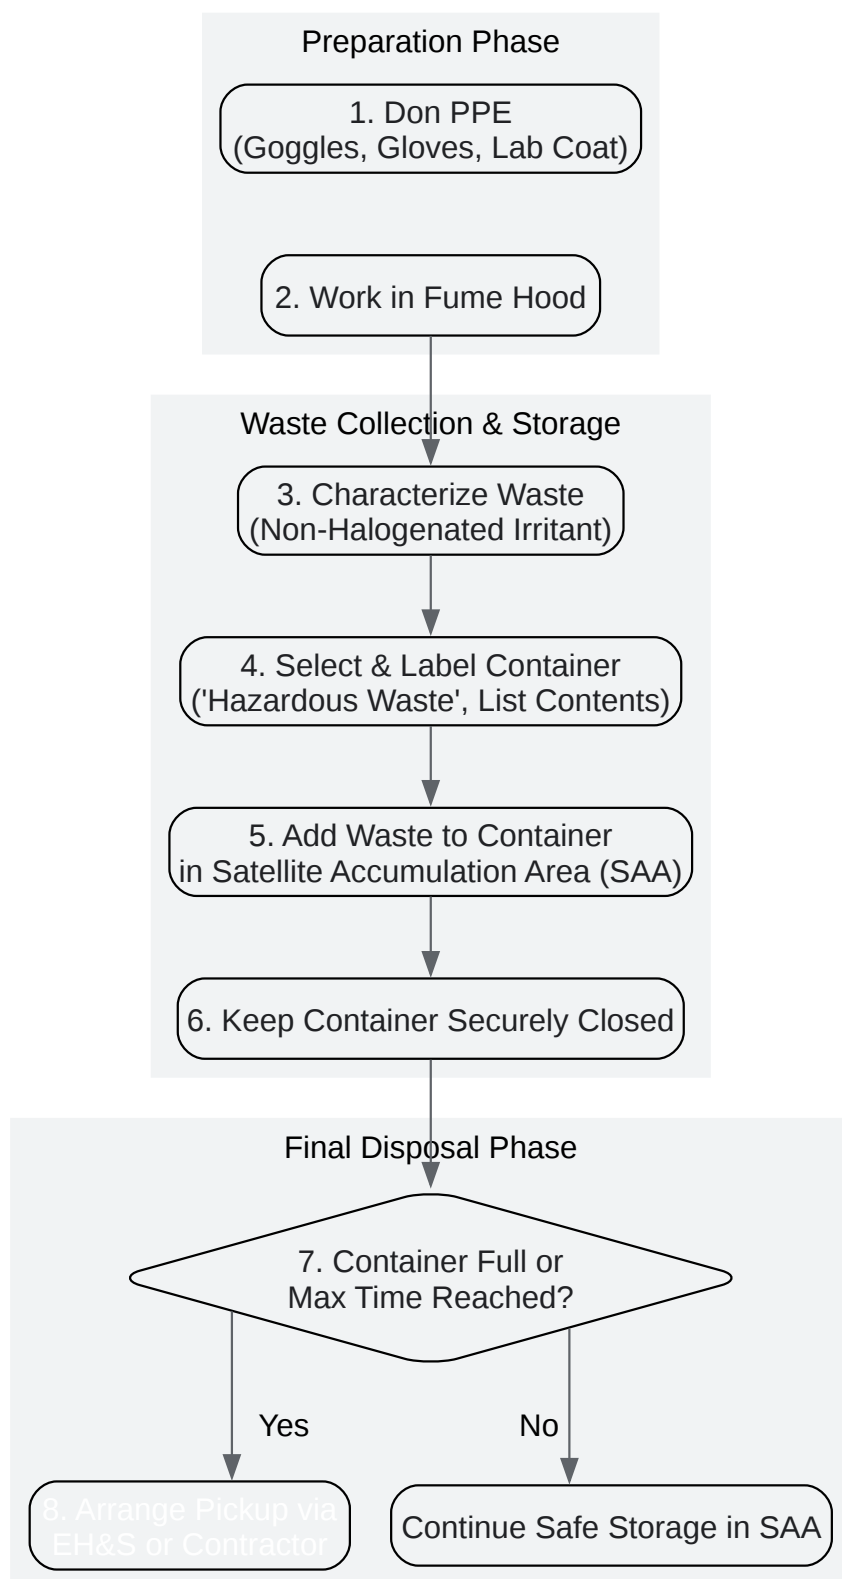 Preparation Phase
1. Don PPE
(Goggles, Gloves, Lab Coat)
2. Work in Fume Hood
Waste Collection & Storage
3. Characterize Waste
(Non-Halogenated Irritant)
4. Select & Label Container
('Hazardous Waste', List Contents)
5. Add Waste to Container
in Satellite Accumulation Area (SAA)
6. Keep Container Securely Closed
Final Disposal Phase
7. Container Full or
Max Time Reached?
Yes
No
8. Arrange Pickup via
EH&S or Contractor
Continue Safe Storage in SAA